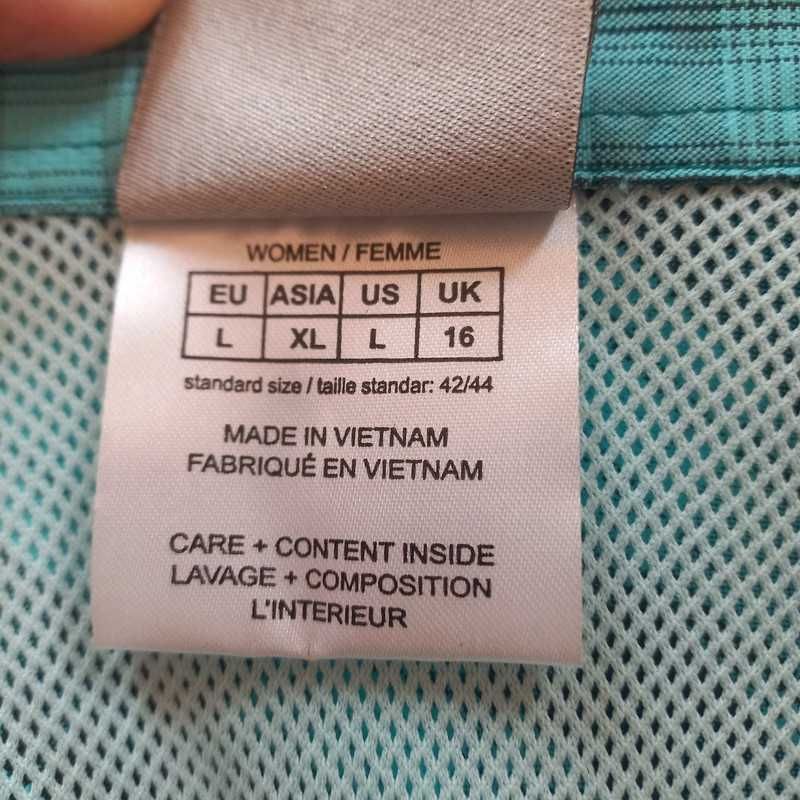 WOMEN / FEMME
EU ASIA US UK
L XL L 16
standard size / taille standar: 42/44
MADE IN VIETNAM
FABRIQUÉ EN VIETNAM
CARE + CONTENT INSIDE
LAVAGE + COMPOSITION
L'INTERIEUR